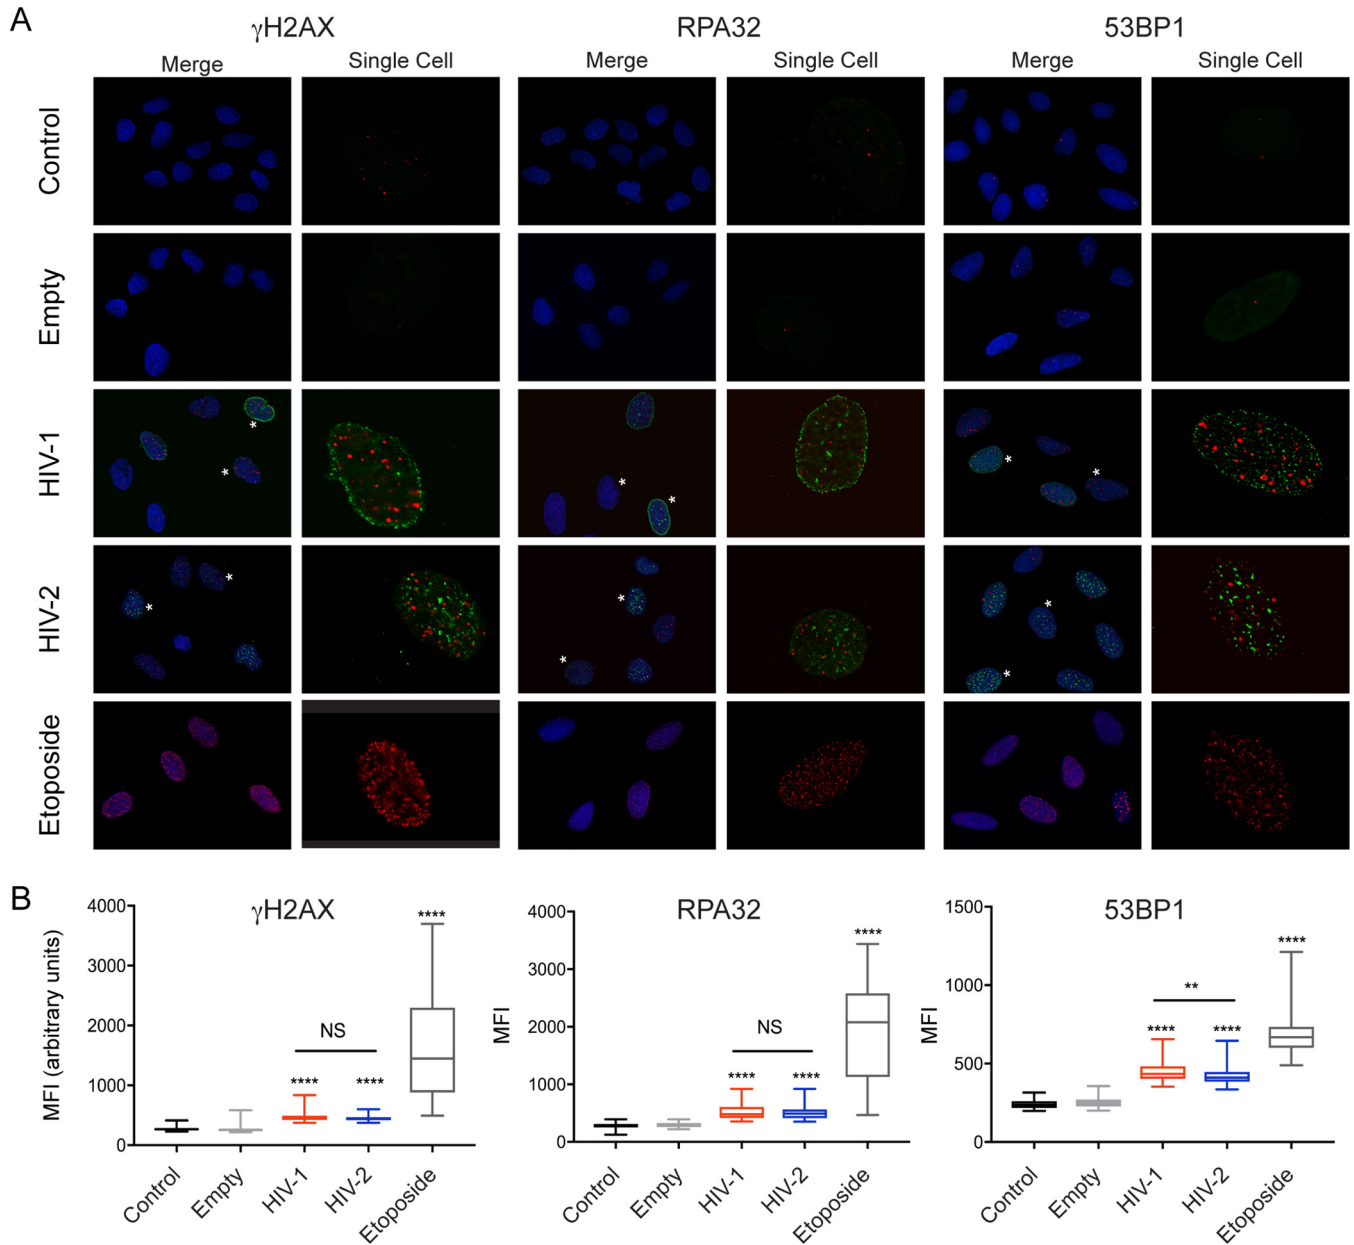 A
γH2AX RPA32 53BP1
Merge Single Cell Merge Single Cell Merge Single Cell
Control
Empty
HIV-1
*
*
*
*
*
*
HIV-2
*
*
*
*
*
*
Etoposide
B
γH2AX
MFI (arbitrary units)
4000
3000
2000
1000
0
NS
****
****
****
Control
Empty
HIV-1
HIV-2
Etoposide
RPA32
MFI
4000
3000
2000
1000
0
NS
****
****
****
Control
Empty
HIV-1
HIV-2
Etoposide
53BP1
MFI
1500
1000
500
0
**
****
****
****
Control
Empty
HIV-1
HIV-2
Etoposide